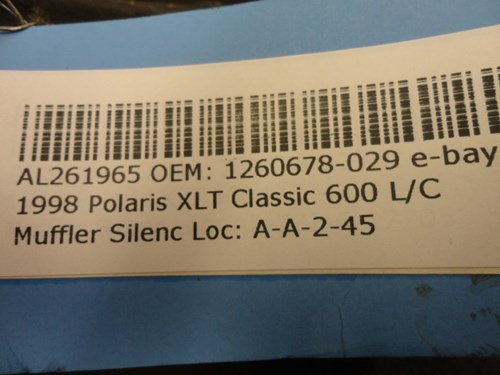 AL261965 OEM: 1260678-029 e-bay
1998 Polaris XLT Classic 600 L/C
Muffler Silenc Loc: A-A-2-45